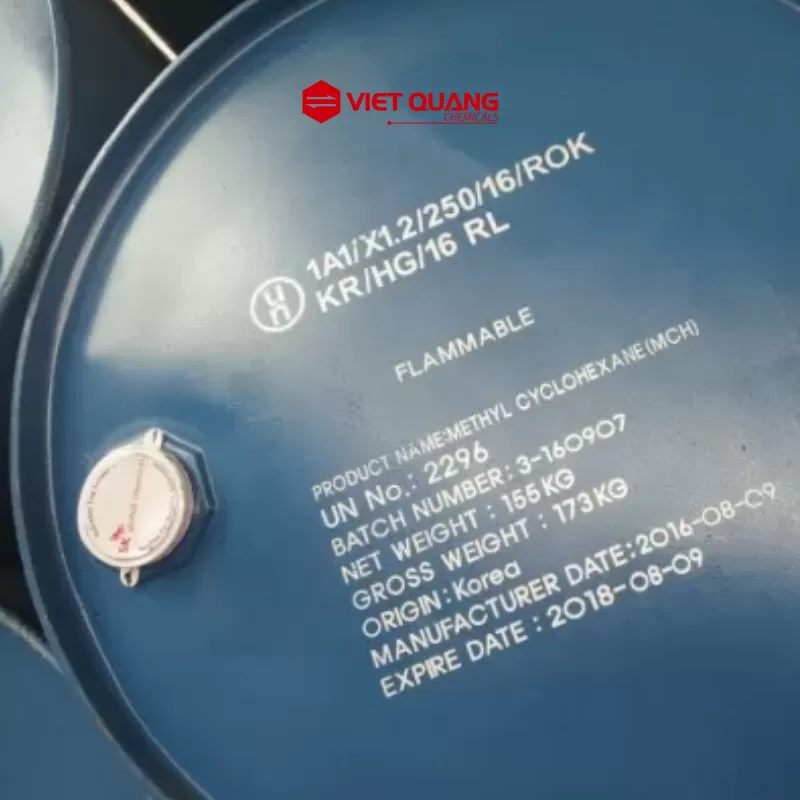 VIET QUANG
CHEMICALS
un
1A1/X1.2/250/16/ROK
KR/HG/16 RL
FLAMMABLE
PRODUCT NAME:METHYL CYCLOHEXANE(MCH)
UN No.: 2296
BATCH NUMBER: 3-160907
NET WEIGHT : 155KG
GROSS WEIGHT : 173KG
ORIGIN: Korea
MANUFACTURER DATE:2016-08-09
EXPIRE DATE : 2018-08-09
SK